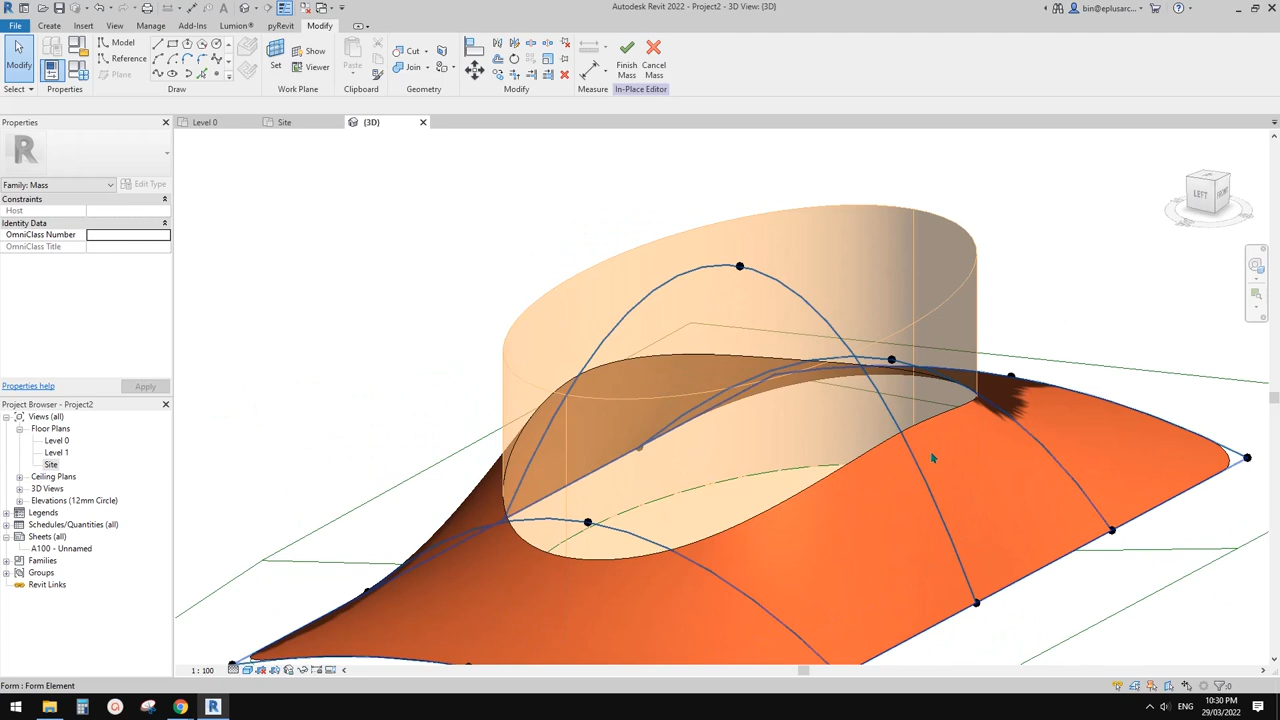 Autodesk Revit 2022 - Project2 - 3D View: {3D}
bin@eplusarc...
File Create Insert View Manage Add-Ins Lumion® pyRevit Modify
Model
Reference
Plane
Set
Show
Viewer
Paste
Cut
Join
Finish Mass
Cancel Mass
Modify
Select Properties Draw Work Plane Clipboard Geometry Modify Measure In-Place Editor
Properties
Level 0
Site
{3D}
Family: Mass
Edit Type
Constraints
Host
Identity Data
OmniClass Number
OmniClass Title
Properties help
Apply
Project Browser - Project2
Views (all)
Floor Plans
Level 0
Level 1
Site
Ceiling Plans
3D Views
Elevations (12mm Circle)
Legends
Schedules/Quantities (all)
Sheets (all)
A100 - Unnamed
Families
Groups
Revit Links
LEFT
FRONT
1 : 100
Form : Form Element
:0
ENG
10:30 PM
29/03/2022